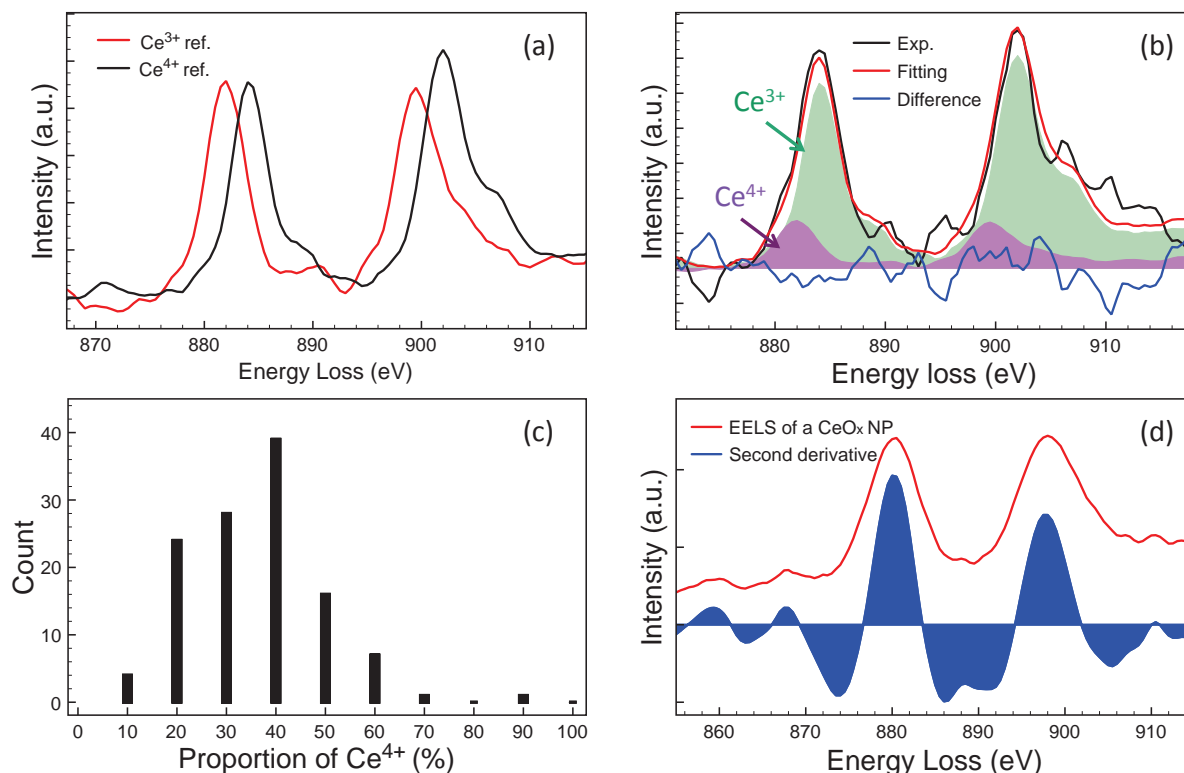 (a)
Ce³⁺ ref.
Ce⁴⁺ ref.
Intensity (a.u.)
870 880 890 900 910
Energy Loss (eV)
(b)
Exp.
Fitting
Difference
Ce³⁺
Ce⁴⁺
Intensity (a.u.)
880 890 900 910
Energy loss (eV)
(c)
Count
40
30
20
10
0
0 10 20 30 40 50 60 70 80 90 100
Proportion of Ce⁴⁺ (%)
(d)
EELS of a CeOₓ NP
Second derivative
Intensity (a.u.)
860 870 880 890 900 910
Energy Loss (eV)